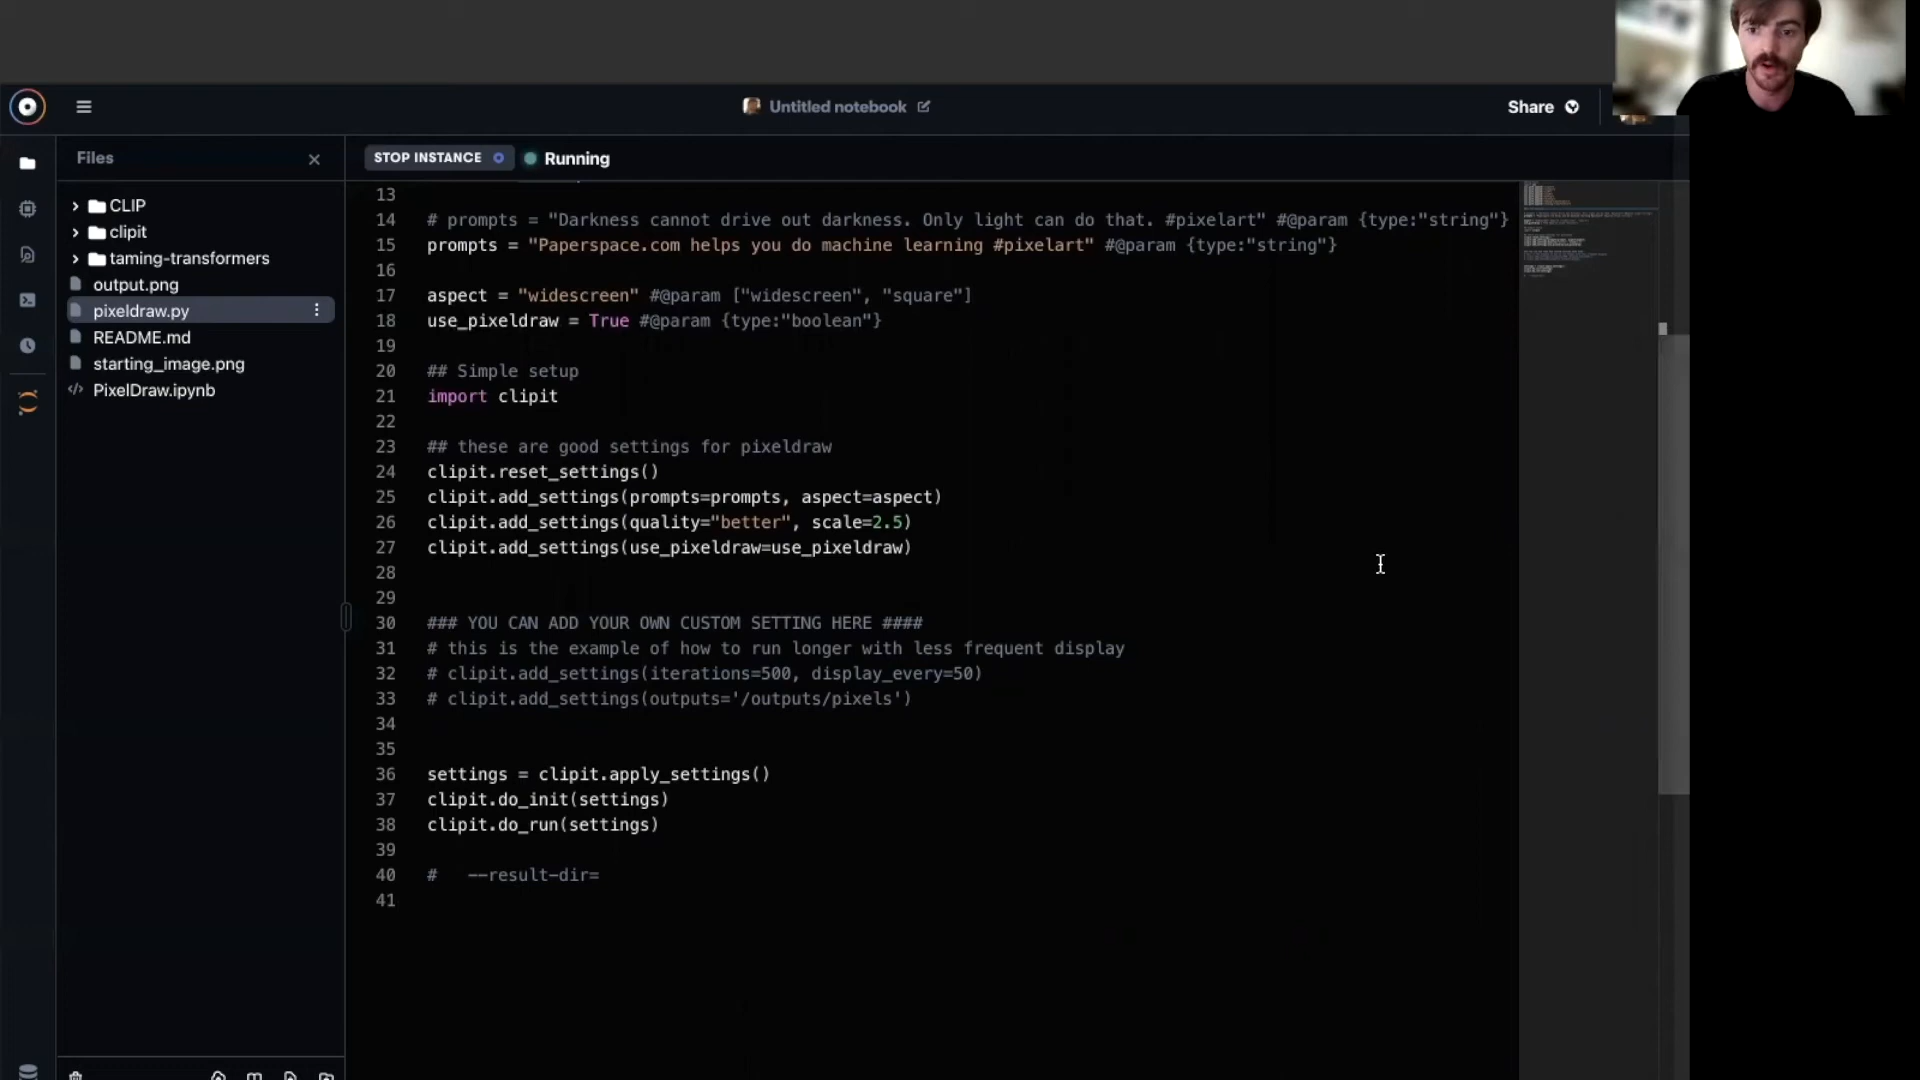 Untitled notebook
Share
Files
STOP INSTANCE
Running
CLIP
clipit
taming-transformers
output.png
pixeldraw.py
README.md
starting_image.png
PixelDraw.ipynb
13
14 # prompts = "Darkness cannot drive out darkness. Only light can do that. #pixelart" #@param {type:"string"}
15 prompts = "Paperspace.com helps you do machine learning #pixelart" #@param {type:"string"}
16
17 aspect = "widescreen" #@param ["widescreen", "square"]
18 use_pixeldraw = True #@param {type:"boolean"}
19
20 ## Simple setup
21 import clipit
22
23 ## these are good settings for pixeldraw
24 clipit.reset_settings()
25 clipit.add_settings(prompts=prompts, aspect=aspect)
26 clipit.add_settings(quality="better", scale=2.5)
27 clipit.add_settings(use_pixeldraw=use_pixeldraw)
28
29
30 ### YOU CAN ADD YOUR OWN CUSTOM SETTING HERE ####
31 # this is the example of how to run longer with less frequent display
32 # clipit.add_settings(iterations=500, display_every=50)
33 # clipit.add_settings(outputs='/outputs/pixels')
34
35
36 settings = clipit.apply_settings()
37 clipit.do_init(settings)
38 clipit.do_run(settings)
39
40 #   --result-dir=
41